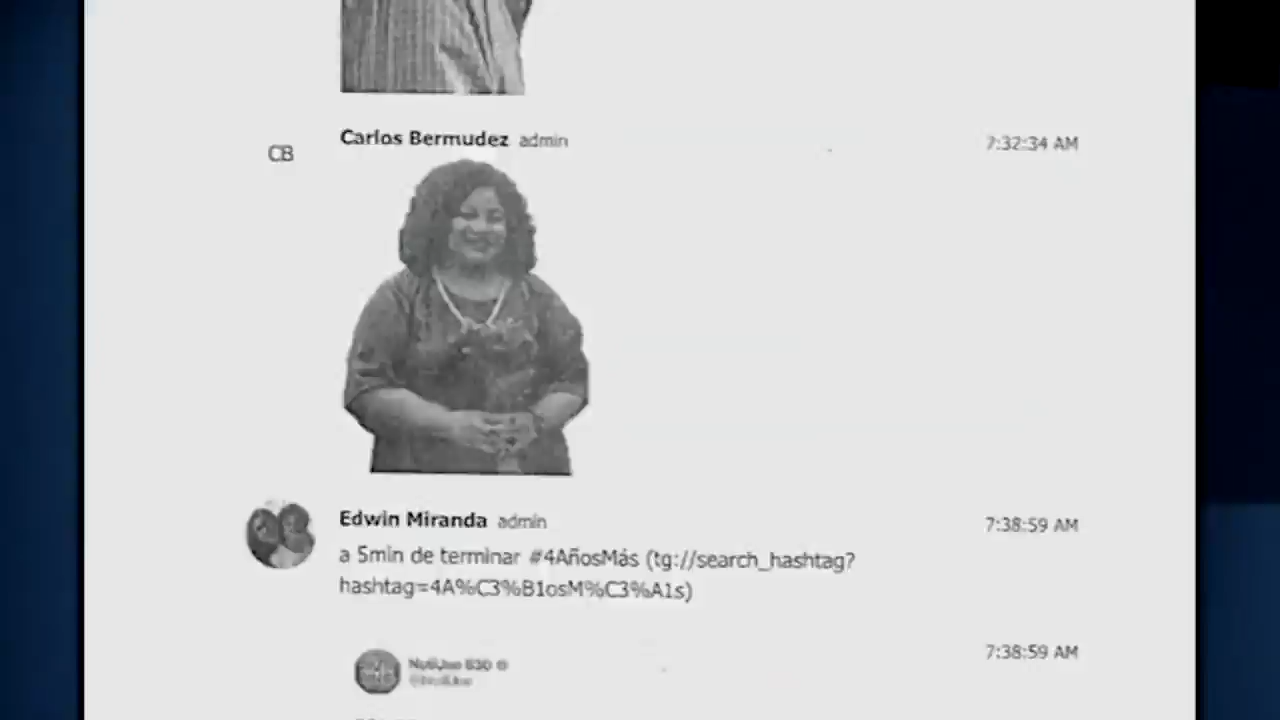 Carlos Bermudez admin
7:32:34 AM
CB
Edwin Miranda admin
7:38:59 AM
a 5min de terminar #4AñosMás (tg://search_hashtag?
hashtag=4A%C3%B1osM%C3%A1s)
7:38:59 AM